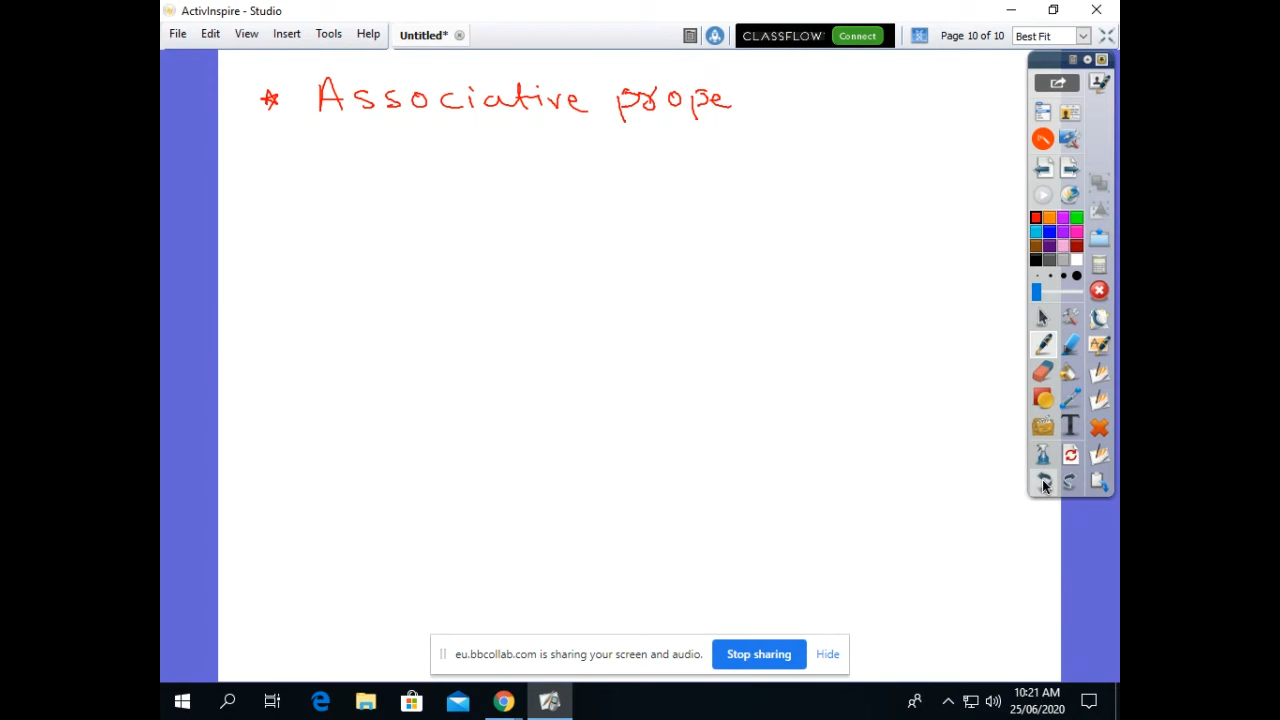 ActivInspire - Studio
File Edit View Insert Tools Help Untitled* CLASSFLOW Connect Page 10 of 10 Best Fit
* Associative prope
T
eu.bbcollab.com is sharing your screen and audio. Stop sharing Hide
10:21 AM
25/06/2020